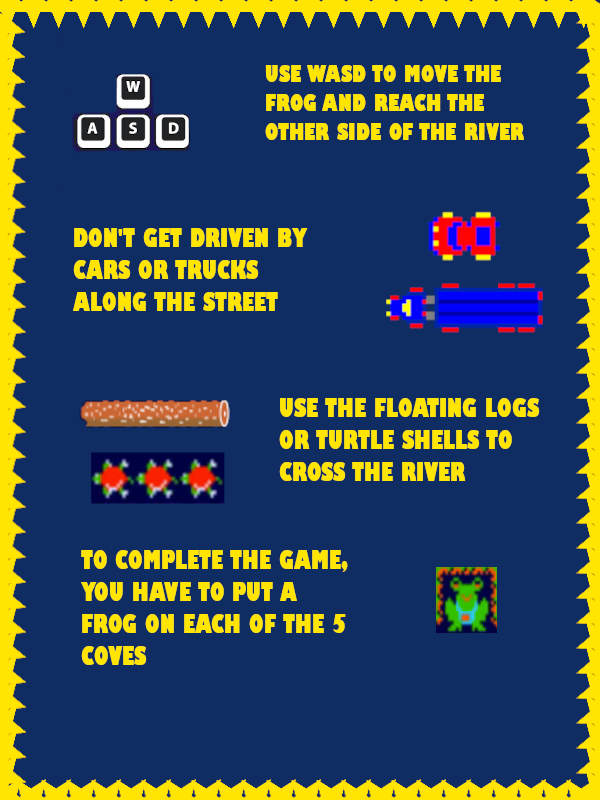 W
A S D
USE WASD TO MOVE THE
FROG AND REACH THE
OTHER SIDE OF THE RIVER
DON'T GET DRIVEN BY
CARS OR TRUCKS
ALONG THE STREET
USE THE FLOATING LOGS
OR TURTLE SHELLS TO
CROSS THE RIVER
TO COMPLETE THE GAME,
YOU HAVE TO PUT A
FROG ON EACH OF THE 5
COVES